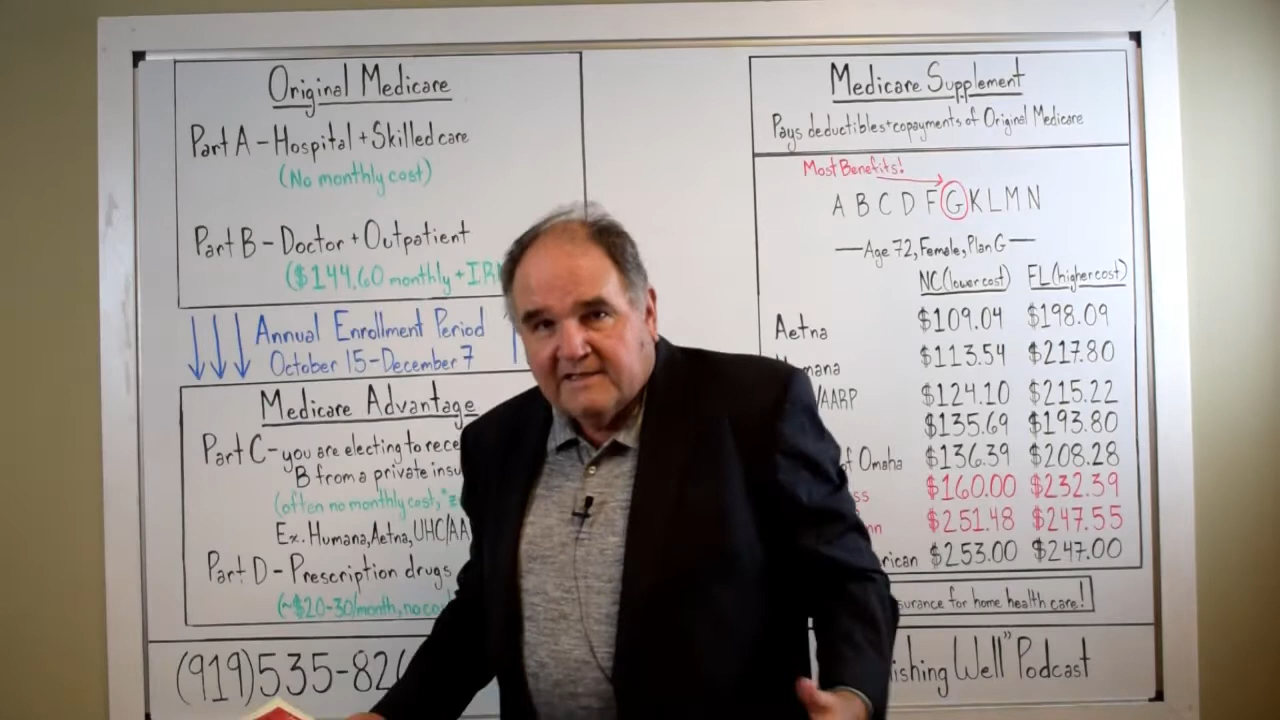 Original Medicare
Part A - Hospital + Skilled care
(No monthly cost)
Part B - Doctor + Outpatient
($144.60 monthly +
Annual Enrollment Period
October 15 - December 7
Medicare Advantage
Part C - you are electing to
B from a private
(often no monthly cost,
Ex. Humana, Aetna, UHC/AA
Part D - Prescription drugs
(~$20-30/month, no
(919)535-82
Medicare Supplement
Pays deductibles + copayments of Original Medicare
Most Benefits!
A B C D F G K L M N
— Age 72, Female, Plan G —
NC (lower cost) FL (higher cost)
Aetna $109.04 $198.09
mana $113.54 $217.80
/AARP $124.10 $215.22
$135.69 $193.80
of Omaha $136.39 $208.28
ss $160.00 $232.39
nn $251.48 $247.55
rican $253.00 $247.00
surance for home health care!
ishing Well" Podcast